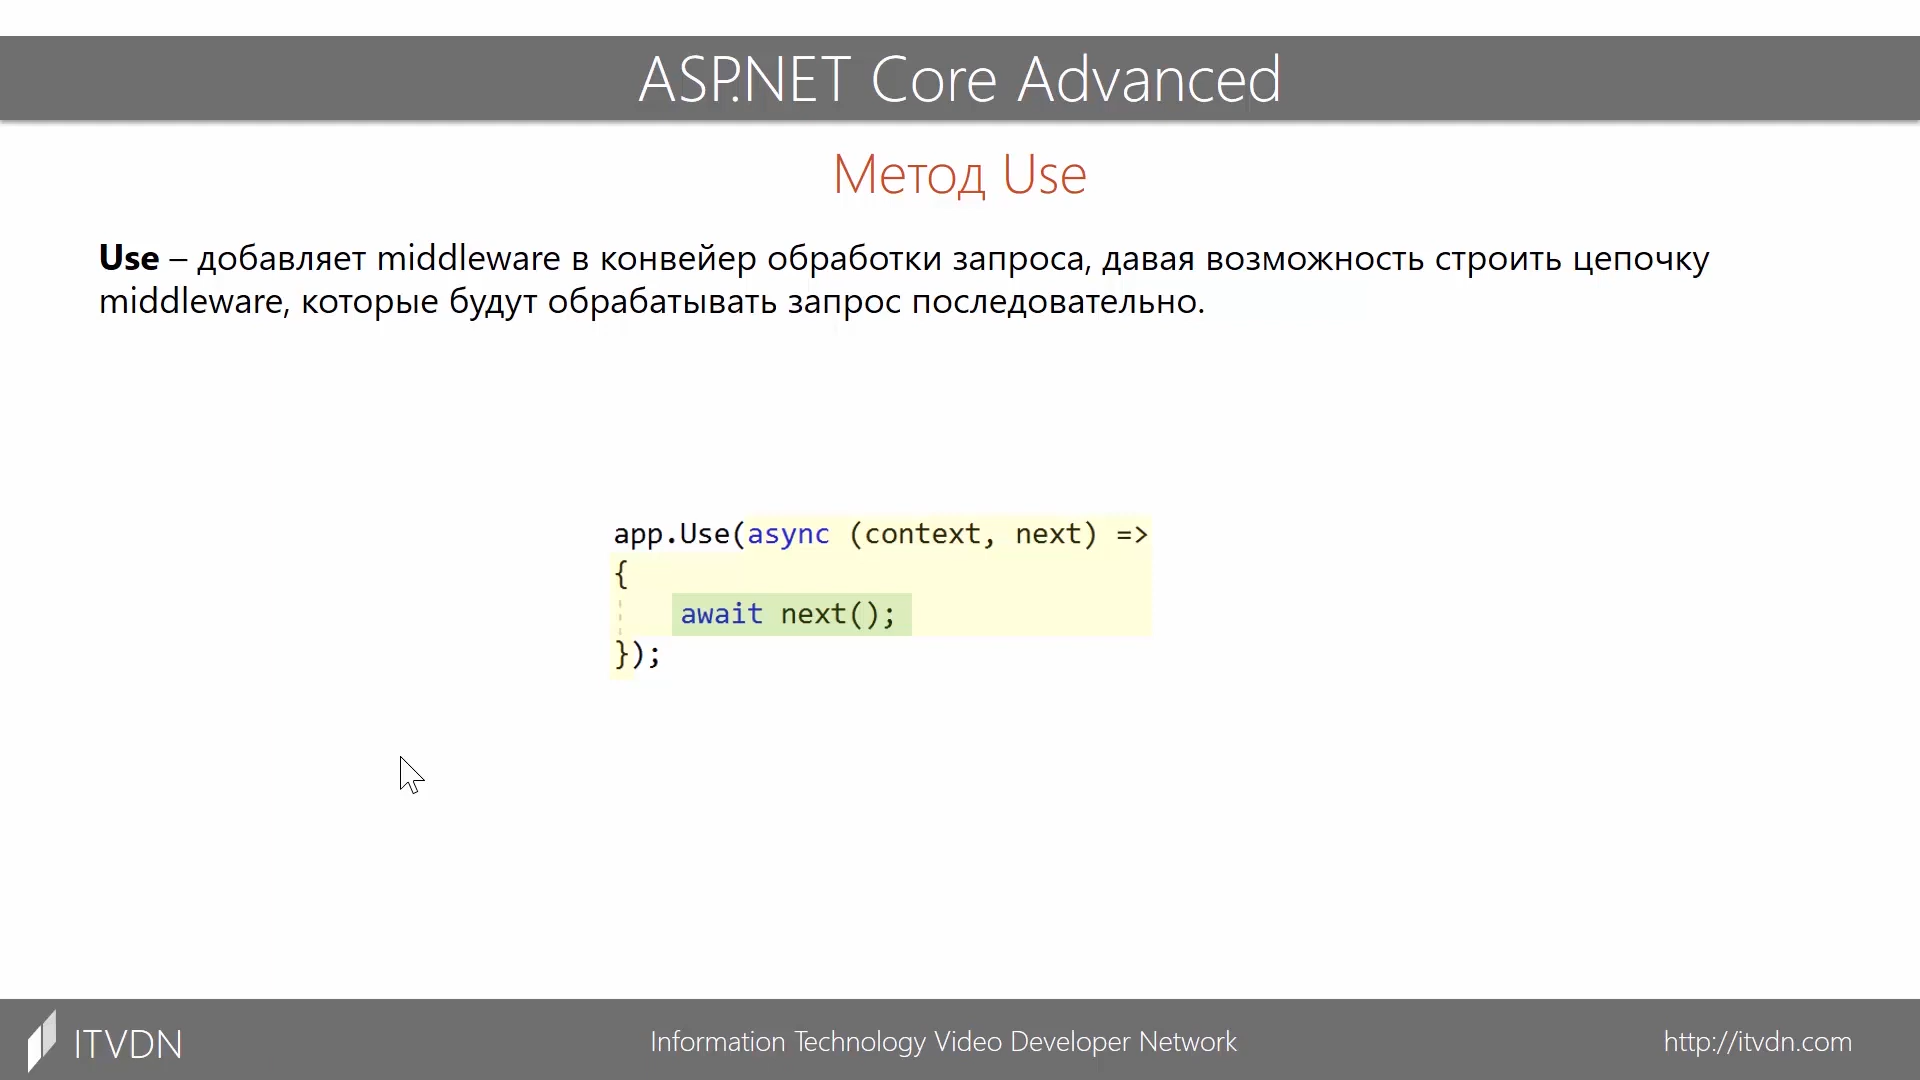 ASP.NET Core Advanced
Метод Use
Use – добавляет middleware в конвейер обработки запроса, давая возможность строить цепочку
middleware, которые будут обрабатывать запрос последовательно.
app.Use(async (context, next) =>
{
    await next();
});
ITVDN
Information Technology Video Developer Network
http://itvdn.com